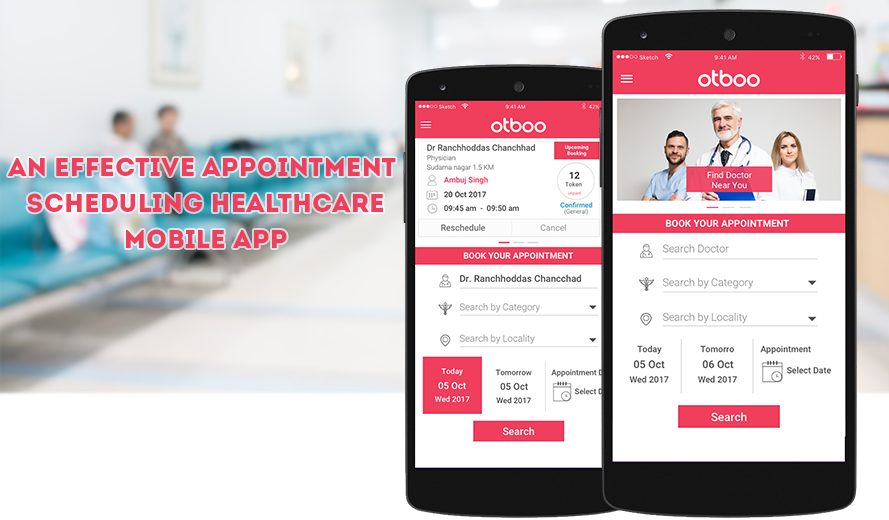 AN EFFECTIVE APPOINTMENT
SCHEDULING HEALTHCARE
MOBILE APP
Sketch 9:41 AM 42%
otboo
Dr Ranchhoddas Chanchhad
Physician
Sudama nagar 1.5 KM
Ambuj Singh
20 Oct 2017
09:45 am - 09:50 am
Upcoming
Booking
12
Token
UNPAID
Confirmed
(General)
Reschedule Cancel
BOOK YOUR APPOINTMENT
Dr. Ranchhoddas Chancchad
Search by Category
Search by Locality
Today
05 Oct
Wed 2017
Tomorrow
05 Oct
Wed 2017
Appointment D
Select D
Search
Sketch 9:41 AM 42%
otboo
Find Doctor
Near You
BOOK YOUR APPOINTMENT
Search Doctor
Search by Category
Search by Locality
Today
05 Oct
Wed 2017
Tomorro
06 Oct
Wed 2017
Appointment
Select Date
Search